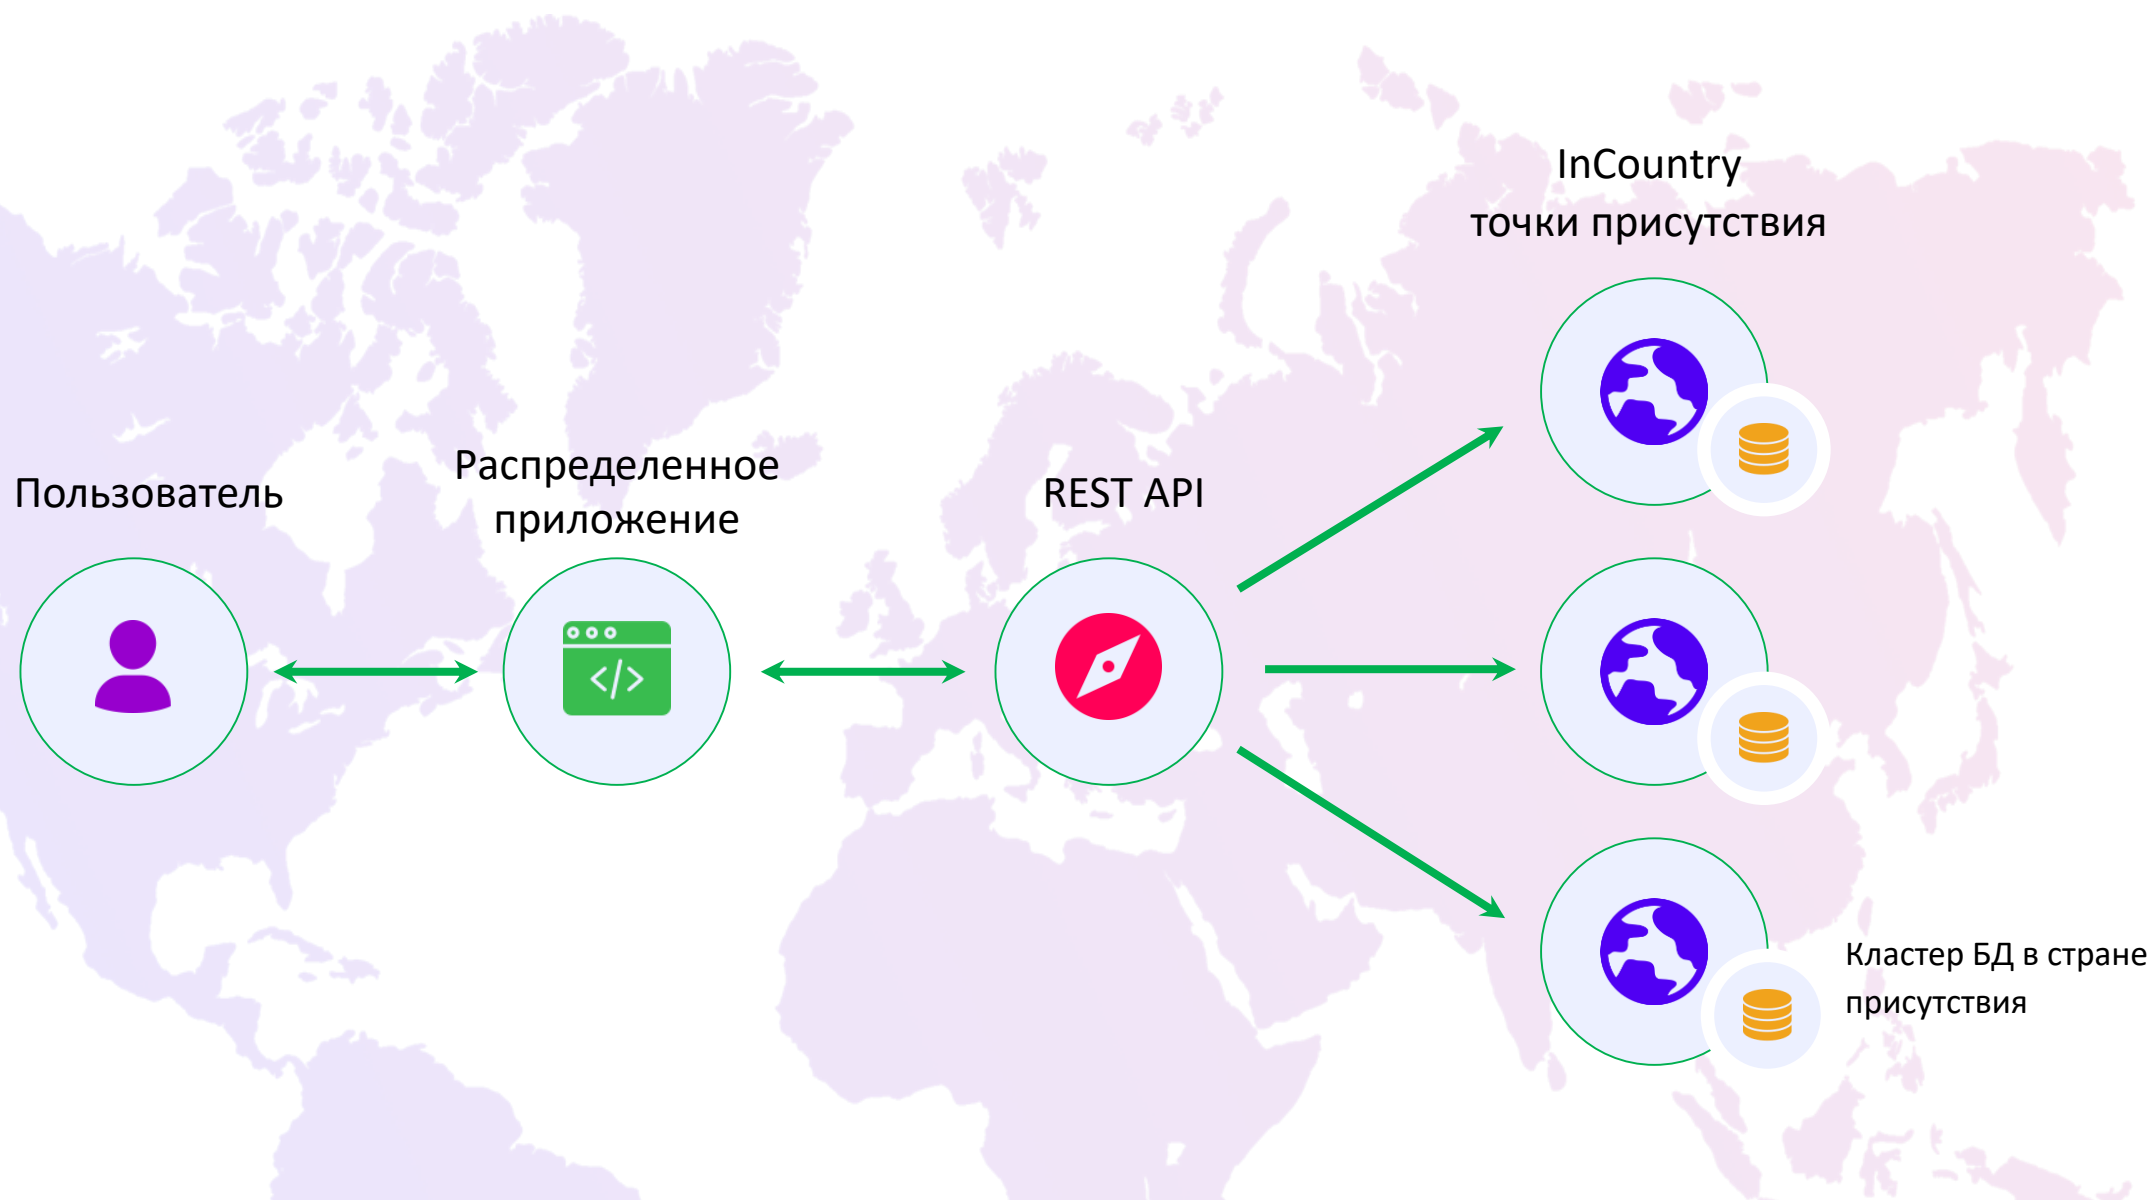 InCountry
точки присутствия
Распределенное
приложение
Пользователь
REST API
</>
Кластер БД в стране
присутствия